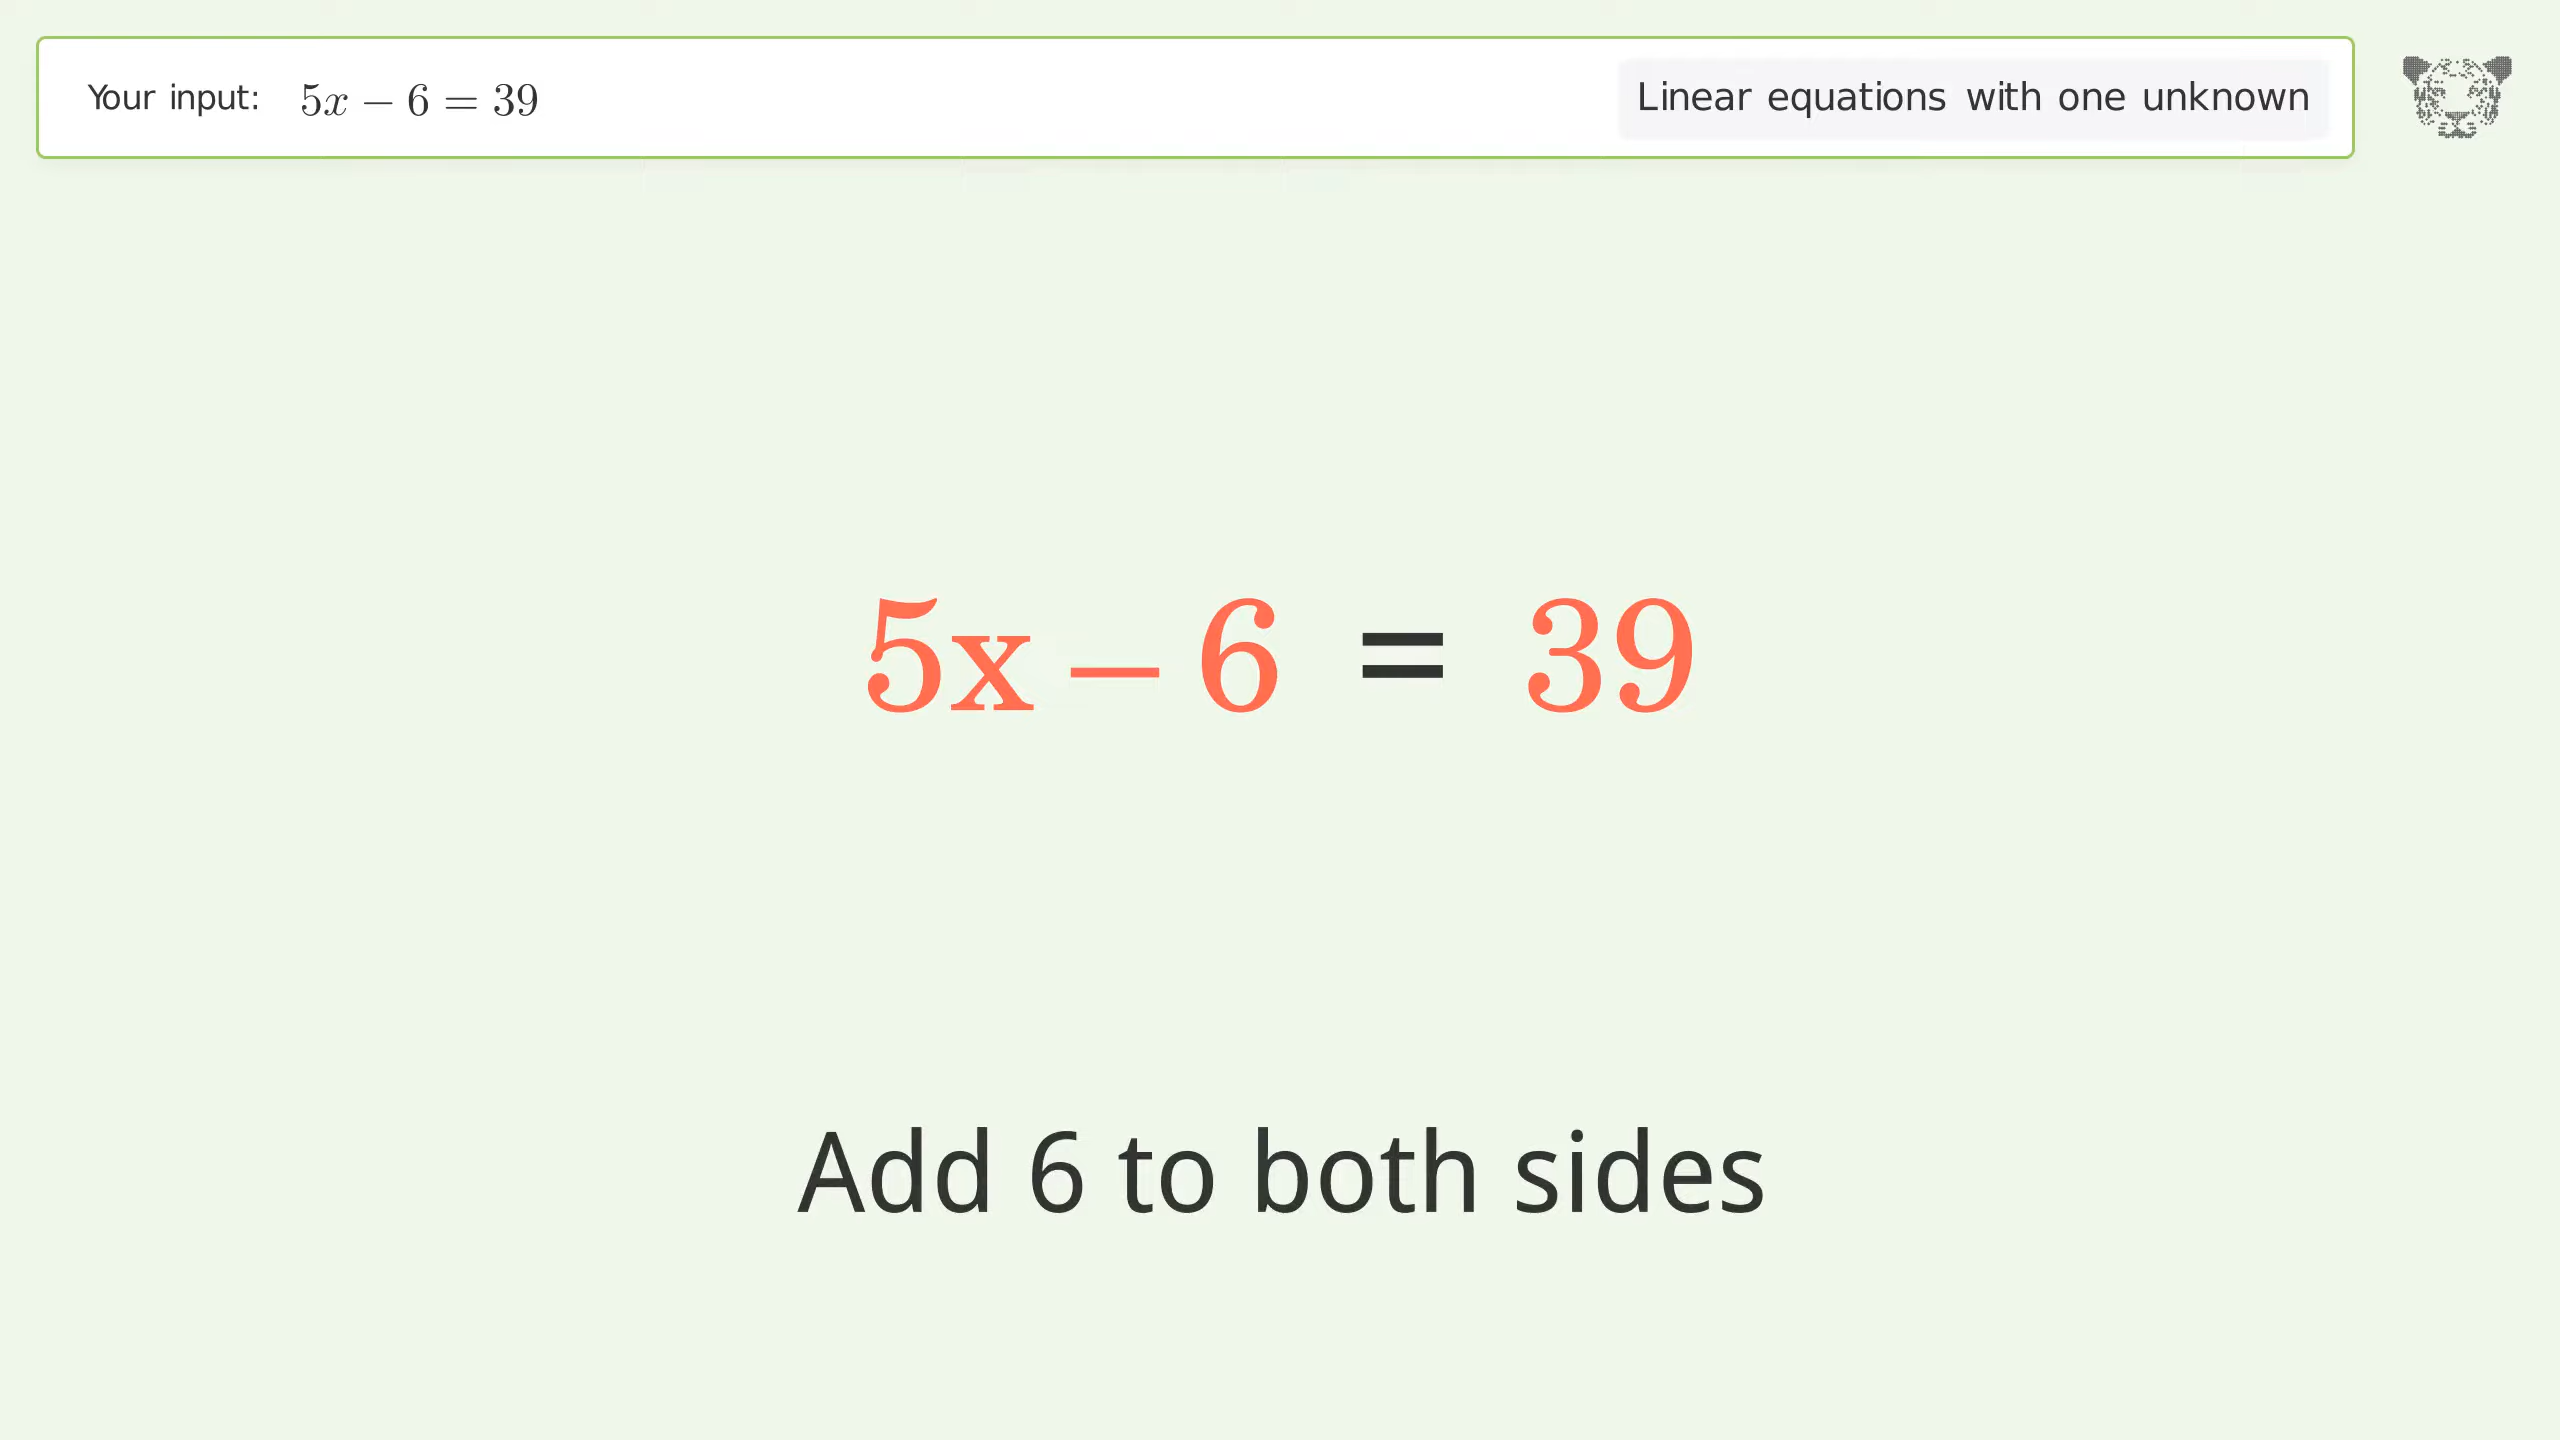 Your input: 5x − 6 = 39
Linear equations with one unknown
5x − 6 = 39
Add 6 to both sides